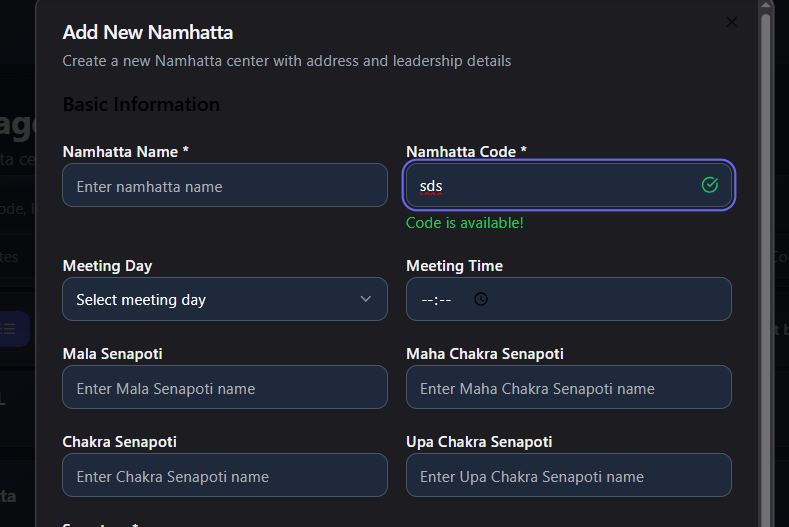 Add New Namhatta
Create a new Namhatta center with address and leadership details
Basic Information
Namhatta Name *
Namhatta Code *
Enter namhatta name
sds
Code is available!
Meeting Day
Meeting Time
Select meeting day
--:--
Mala Senapoti
Maha Chakra Senapoti
Enter Mala Senapoti name
Enter Maha Chakra Senapoti name
Chakra Senapoti
Upa Chakra Senapoti
Enter Chakra Senapoti name
Enter Upa Chakra Senapoti name